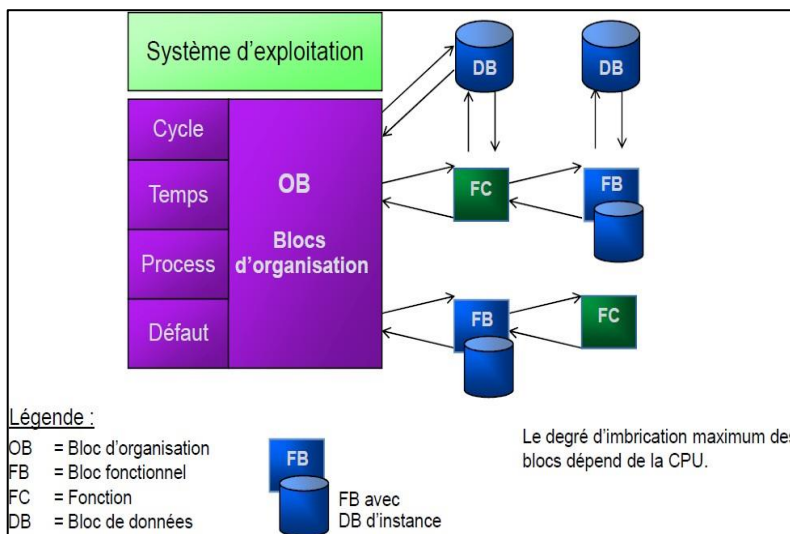 Système d'exploitation
DB
DB
Cycle
Temps
Process
Défaut
OB
Blocs
d'organisation
FC
FB
FB
FC
Légende :
OB = Bloc d'organisation
FB = Bloc fonctionnel
FC = Fonction
DB = Bloc de données
FB
FB avec
DB d'instance
Le degré d'imbrication maximum des
blocs dépend de la CPU.